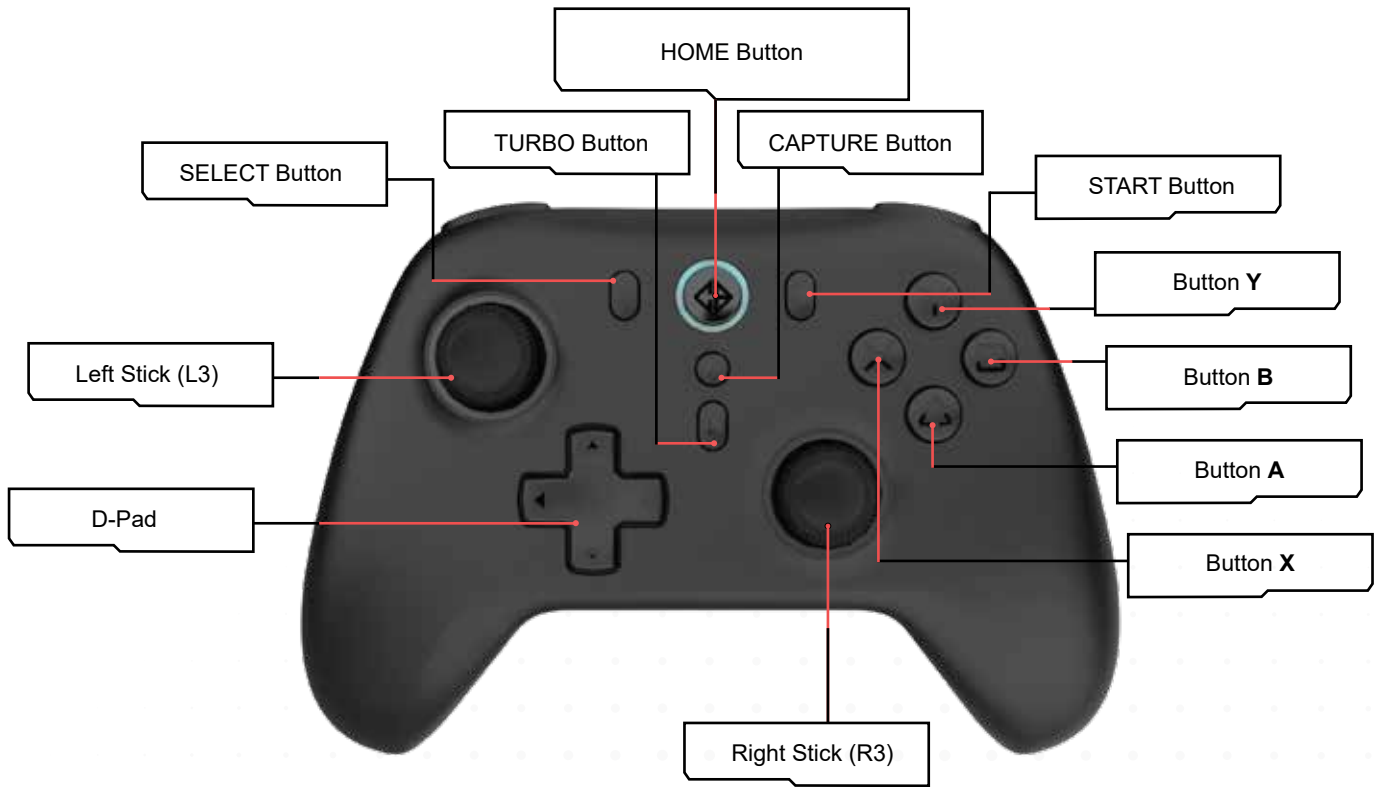 HOME Button
TURBO Button
CAPTURE Button
SELECT Button
START Button
Button Y
Left Stick (L3)
Button B
Button A
D-Pad
Button X
Right Stick (R3)